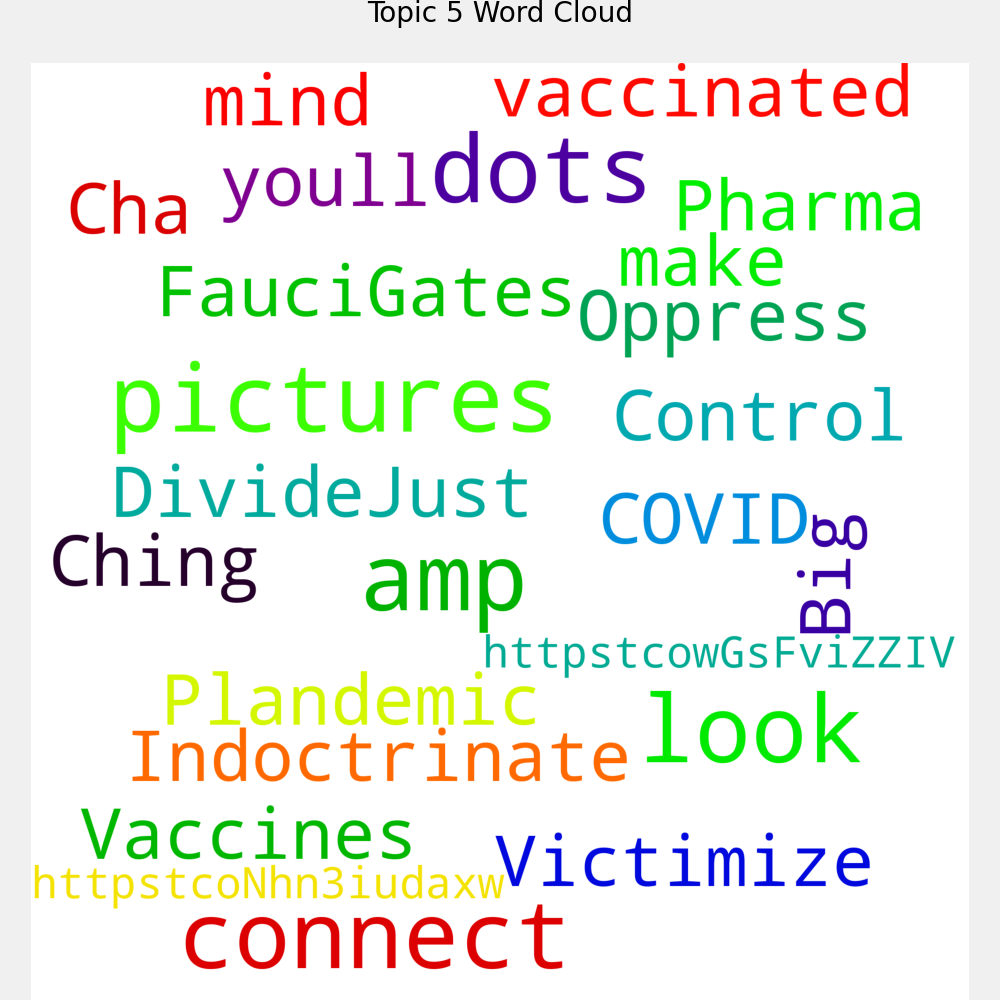 Topic 5 Word Cloud
mind
vaccinated
youll
dots
Cha
Pharma
make
FauciGates
Oppress
pictures
Control
DivideJust
COVID
Big
Ching
amp
httpstcowGsFviZZIV
Plandemic
look
Indoctrinate
Vaccines
Victimize
httpstcoNhn3iudaxw
connect